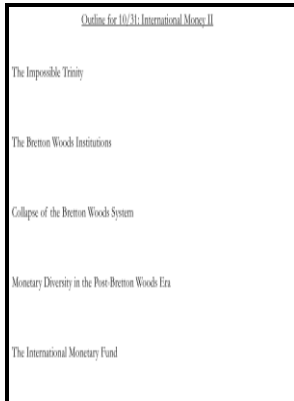 Outline for 10/31: International Money II
The Impossible Trinity
The Bretton Woods Institutions
Collapse of the Bretton Woods System
Monetary Diversity in the Post-Bretton Woods Era
The International Monetary Fund